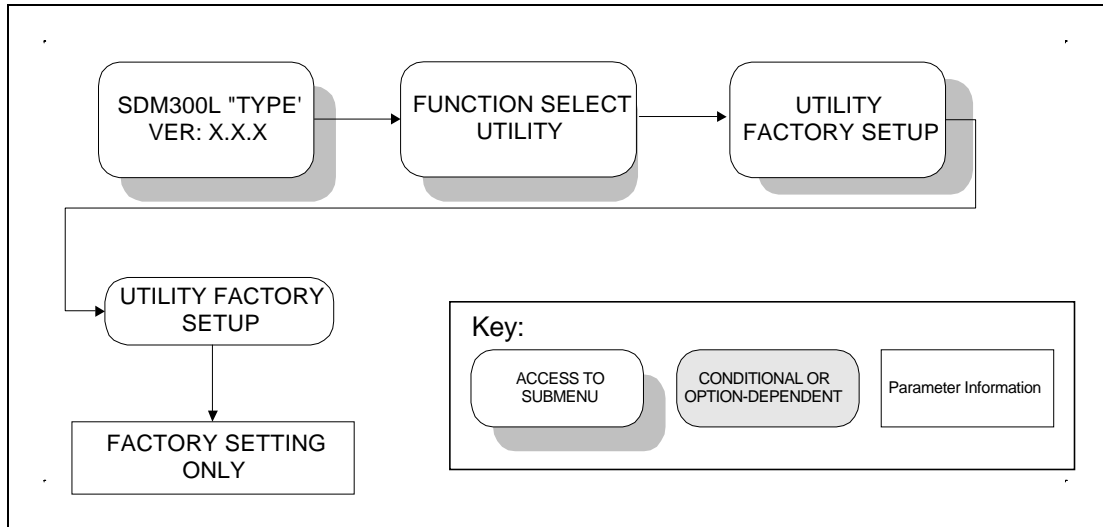 SDM300L "TYPE'
VER: X.X.X
FUNCTION SELECT
UTILITY
UTILITY
FACTORY SETUP
UTILITY FACTORY
SETUP
FACTORY SETTING
ONLY
Key:
ACCESS TO
SUBMENU
CONDITIONAL OR
OPTION-DEPENDENT
Parameter Information